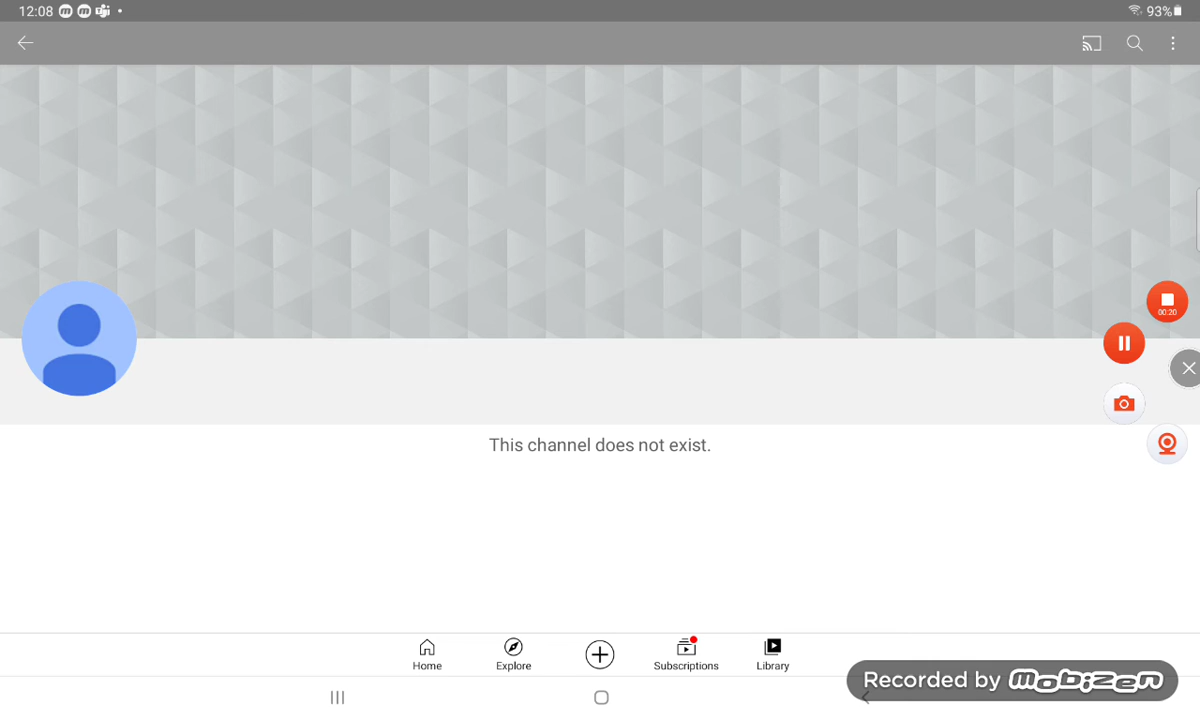 12:08
93%
00:20
This channel does not exist.
Home
Explore
Subscriptions
Library
Recorded by mobizen